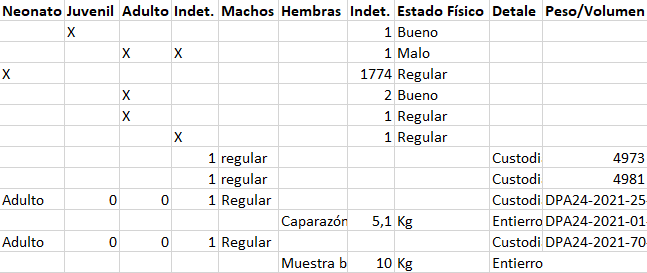 Neonato Juvenil Adulto Indet. Machos Hembras Indet. Estado Físico Detale Peso/Volumen
X 1 Bueno
X X 1 Malo
X 1774 Regular
X 2 Bueno
X 1 Regular
X 1 Regular
1 regular Custodi 4973
1 regular Custodi 4981
Adulto 0 0 1 Regular Custodi DPA24-2021-25-
Caparazón 5,1 Kg Entierro DPA24-2021-01-
Adulto 0 0 1 Regular Custodi DPA24-2021-70-
Muestra b 10 Kg Entierro